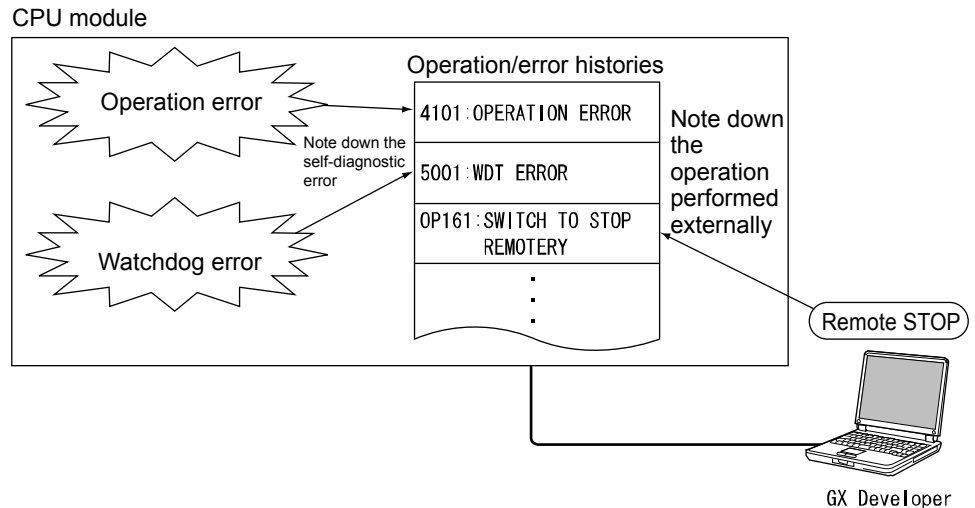 CPU module
Operation error
Operation/error histories
4101:OPERATION ERROR
Note down the
self-diagnostic
error
5001:WDT ERROR
Note down
the
operation
performed
externally
OP161:SWITCH TO STOP
REMOTERY
Watchdog error
Remote STOP
GX Developer